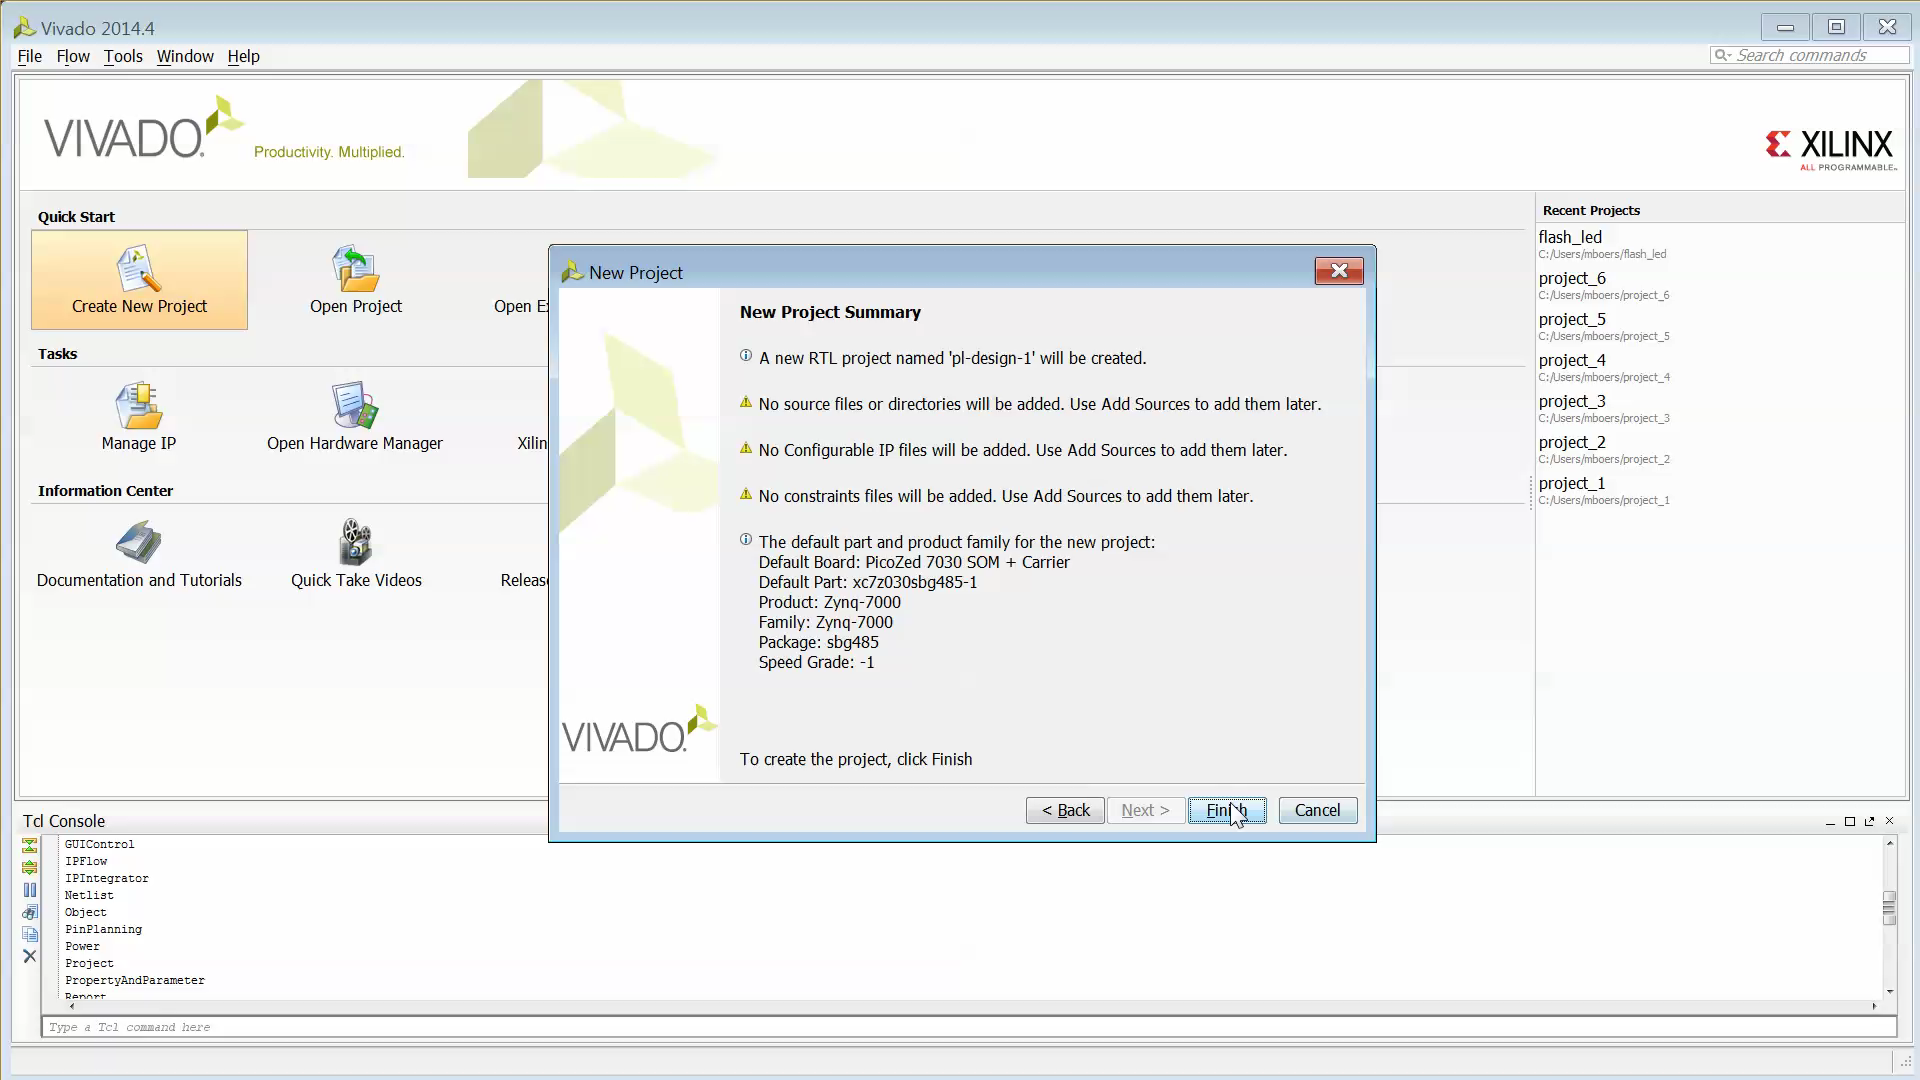 Vivado 2014.4
File Flow Tools Window Help
Search commands
VIVADO.
Productivity. Multiplied.
XILINX
ALL PROGRAMMABLE
Quick Start
Create New Project
Open Project
Open Ex
Tasks
Manage IP
Open Hardware Manager
Xilin
Information Center
Documentation and Tutorials
Quick Take Videos
Release
Recent Projects
flash_led
C:/Users/mboers/flash_led
project_6
C:/Users/mboers/project_6
project_5
C:/Users/mboers/project_5
project_4
C:/Users/mboers/project_4
project_3
C:/Users/mboers/project_3
project_2
C:/Users/mboers/project_2
project_1
C:/Users/mboers/project_1
New Project
New Project Summary
A new RTL project named 'pl-design-1' will be created.
No source files or directories will be added. Use Add Sources to add them later.
No Configurable IP files will be added. Use Add Sources to add them later.
No constraints files will be added. Use Add Sources to add them later.
The default part and product family for the new project:
Default Board: PicoZed 7030 SOM + Carrier
Default Part: xc7z030sbg485-1
Product: Zynq-7000
Family: Zynq-7000
Package: sbg485
Speed Grade: -1
VIVADO.
To create the project, click Finish
< Back Next > Finish Cancel
Tcl Console
GUIControl
IPFlow
IPIntegrator
Netlist
Object
PinPlanning
Power
Project
PropertyAndParameter
Report
Type a Tcl command here